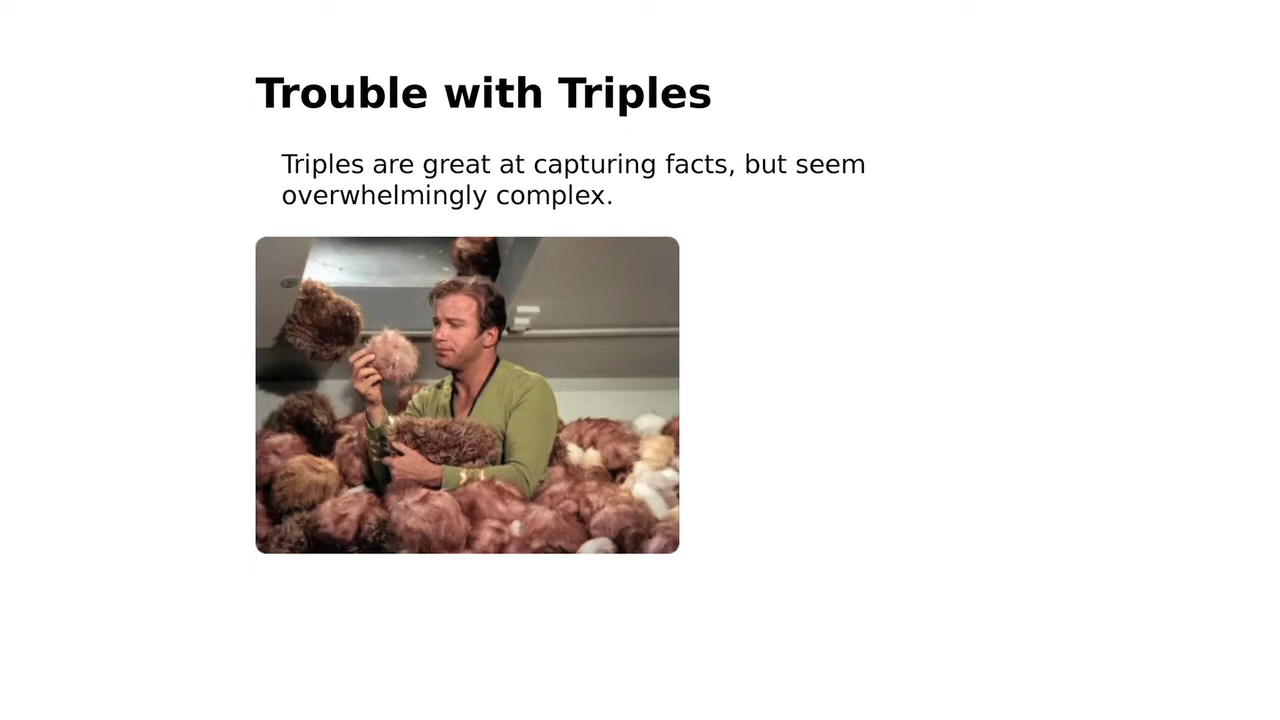 Trouble with Triples
Triples are great at capturing facts, but seem
overwhelmingly complex.